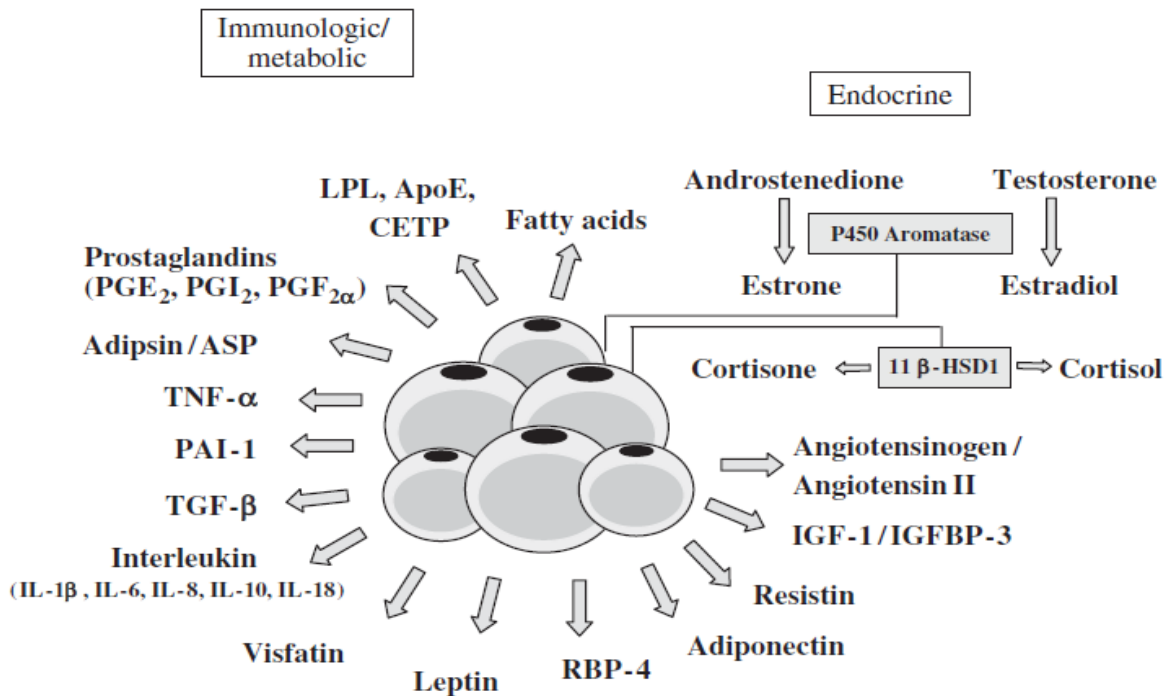 Immunologic/
metabolic
Endocrine
LPL, ApoE,
CETP
Fatty acids
Prostaglandins
(PGE₂, PGI₂, PGF₂α)
Adipsin / ASP
TNF-α
PAI-1
TGF-β
Interleukin
(IL-1β , IL-6, IL-8, IL-10, IL-18)
Visfatin
Leptin
RBP-4
Adiponectin
Resistin
IGF-1 / IGFBP-3
Angiotensinogen /
Angiotensin II
Androstenedione
Testosterone
P450 Aromatase
Estrone
Estradiol
Cortisone
11 β-HSD1
Cortisol